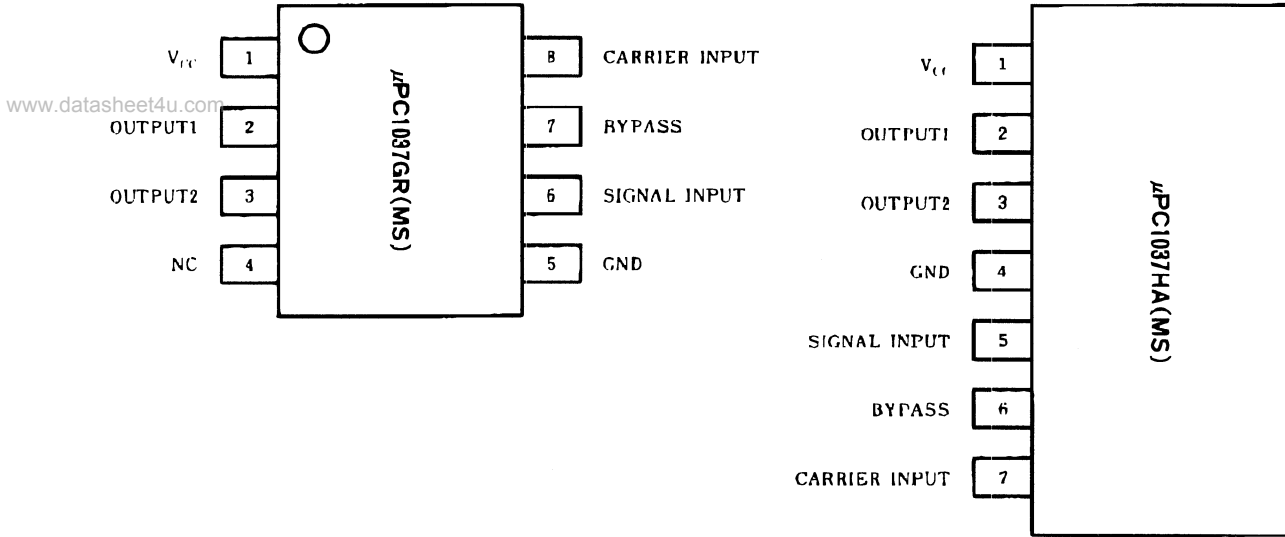 V_CC 1
OUTPUT1 2
OUTPUT2 3
NC 4
8 CARRIER INPUT
7 BYPASS
6 SIGNAL INPUT
5 GND
μPC1037GR(MS)
www.datasheet4u.com
V_CC 1
OUTPUT1 2
OUTPUT2 3
GND 4
SIGNAL INPUT 5
BYPASS 6
CARRIER INPUT 7
μPC1037HA(MS)